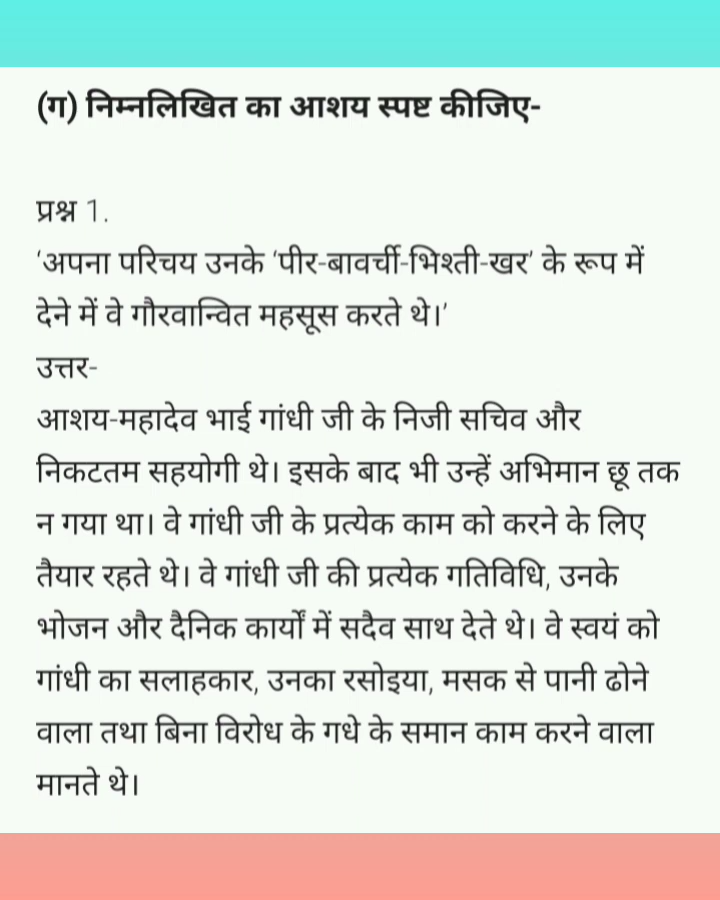 (ग) निम्नलिखित का आशय स्पष्ट कीजिए-
प्रश्न 1.
‘अपना परिचय उनके ‘पीर-बावर्ची-भिश्ती-खर’ के रूप में
देने में वे गौरवान्वित महसूस करते थे।’
उत्तर-
आशय-महादेव भाई गांधी जी के निजी सचिव और
निकटतम सहयोगी थे। इसके बाद भी उन्हें अभिमान छू तक
न गया था। वे गांधी जी के प्रत्येक काम को करने के लिए
तैयार रहते थे। वे गांधी जी की प्रत्येक गतिविधि, उनके
भोजन और दैनिक कार्यों में सदैव साथ देते थे। वे स्वयं को
गांधी का सलाहकार, उनका रसोइया, मसक से पानी ढोने
वाला तथा बिना विरोध के गधे के समान काम करने वाला
मानते थे।